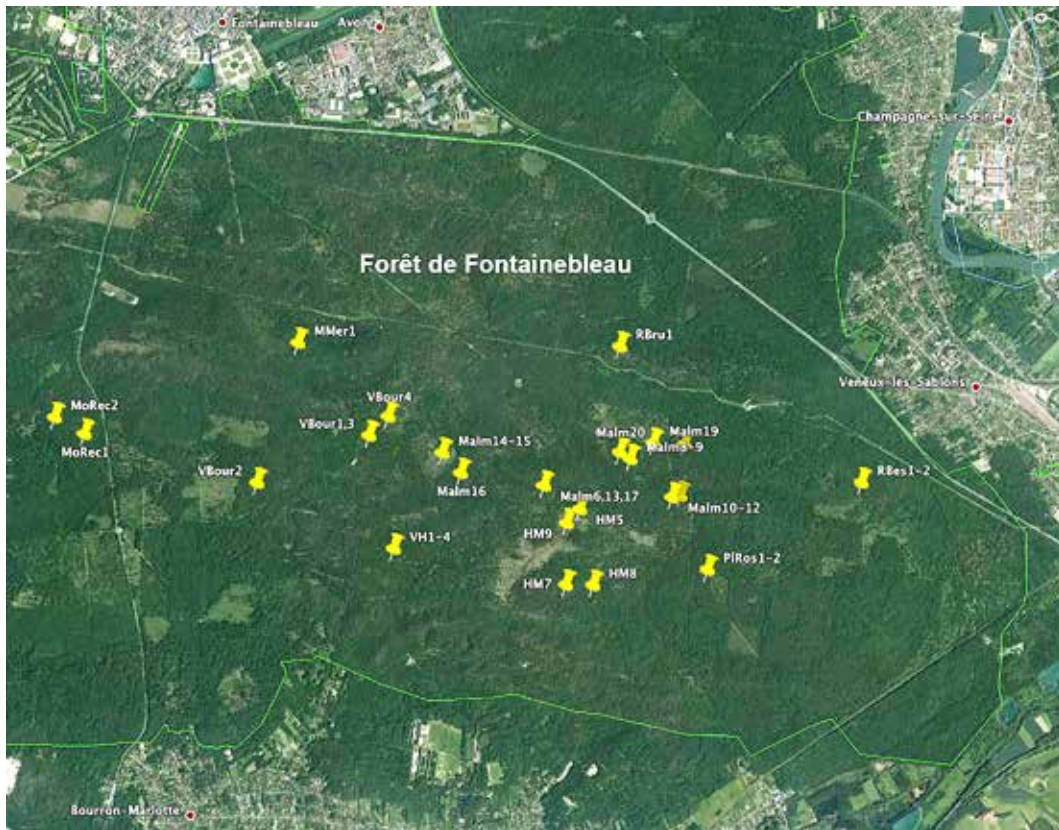 Fontainebleau
Avon
Champagne-sur-Seine
Forêt de Fontainebleau
MMer1
RBru1
Veneux-les-Sablons
MoRec2
VBour4
MoRec1
VBour1,3
Malm20
Malm19
Malm14-15
Malm8-9
VBour2
Malm16
RBes1-2
Malm6,13,17
Malm10-12
HM5
HM9
VH1-4
PlRos1-2
HM7
HM8
Bourron-Marlotte